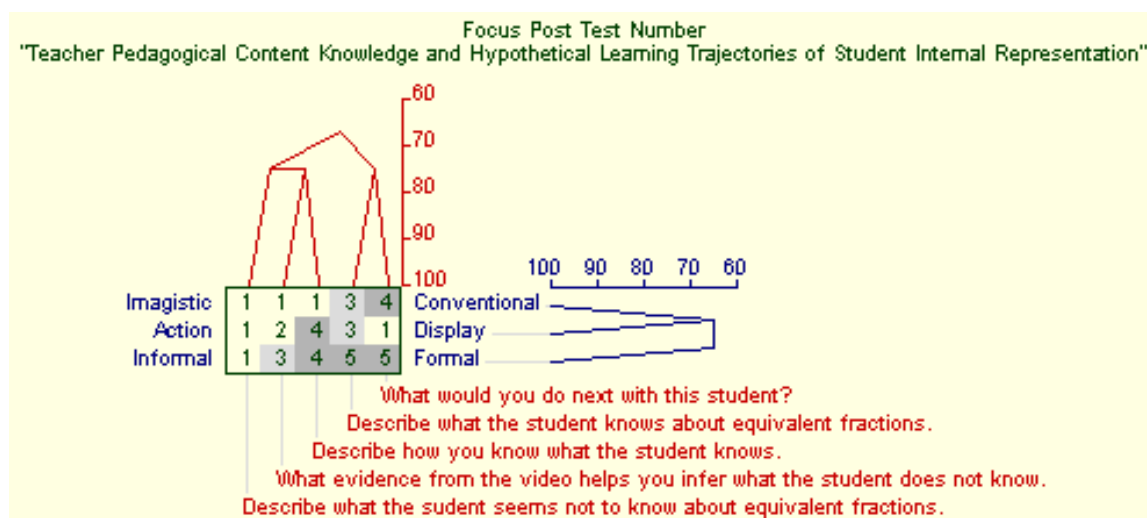 Focus Post Test Number
"Teacher Pedagogical Content Knowledge and Hypothetical Learning Trajectories of Student Internal Representation"
60
70
80
90
100
100 90 80 70 60
Imagistic 1 1 1 3 4 Conventional
Action 1 2 4 3 1 Display
Informal 1 3 4 5 5 Formal
What would you do next with this student?
Describe what the student knows about equivalent fractions.
Describe how you know what the student knows.
What evidence from the video helps you infer what the student does not know.
Describe what the sudent seems not to know about equivalent fractions.